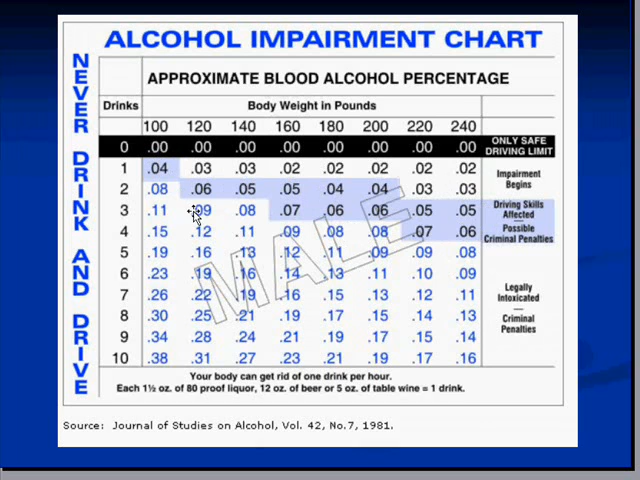 ALCOHOL IMPAIRMENT CHART
NEVER DRINK AND DRIVE
APPROXIMATE BLOOD ALCOHOL PERCENTAGE
Drinks Body Weight in Pounds
100 120 140 160 180 200 220 240
0 .00 .00 .00 .00 .00 .00 .00 .00 ONLY SAFE DRIVING LIMIT
1 .04 .03 .03 .02 .02 .02 .02 .02 Impairment Begins
2 .08 .06 .05 .05 .04 .04 .03 .03
3 .11 .09 .08 .07 .06 .06 .05 .05 Driving Skills Affected
4 .15 .12 .11 .09 .08 .08 .07 .06 Possible Criminal Penalties
5 .19 .16 .13 .12 .11 .09 .09 .08
6 .23 .19 .16 .14 .13 .11 .10 .09
7 .26 .22 .19 .16 .15 .13 .12 .11 Legally Intoxicated
8 .30 .25 .21 .19 .17 .15 .14 .13 Criminal Penalties
9 .34 .28 .24 .21 .19 .17 .15 .14
10 .38 .31 .27 .23 .21 .19 .17 .16
MALE
Your body can get rid of one drink per hour.
Each 1½ oz. of 80 proof liquor, 12 oz. of beer or 5 oz. of table wine = 1 drink.
Source: Journal of Studies on Alcohol, Vol. 42, No.7, 1981.